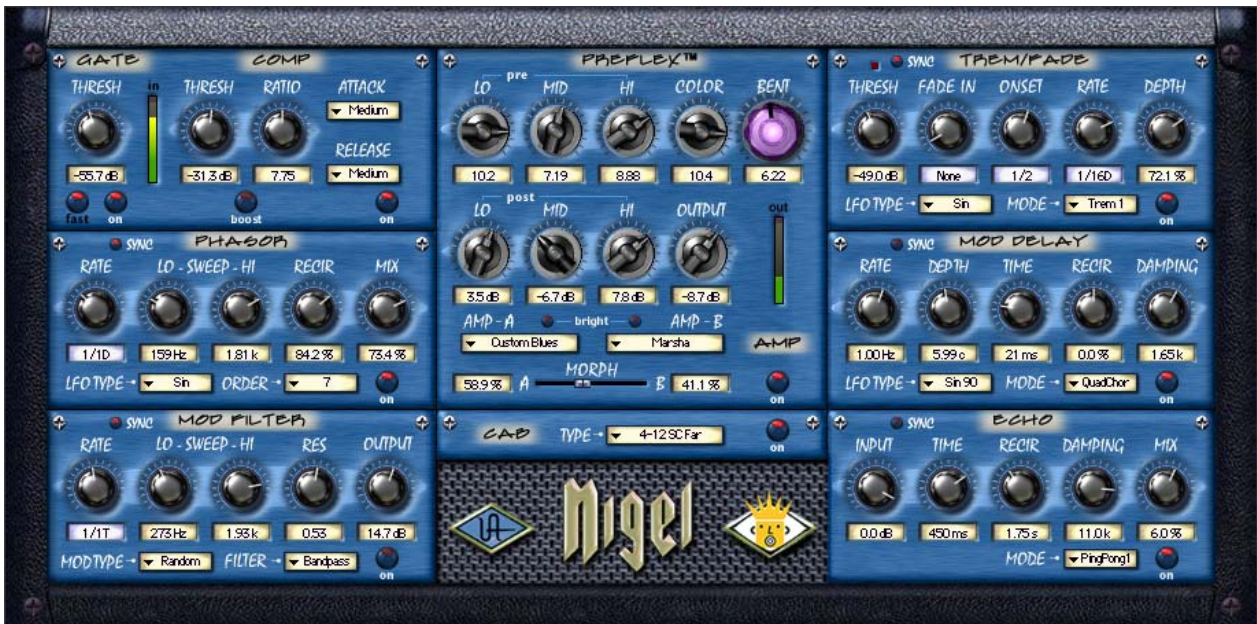 GATE COMP
THRESH in THRESH RATIO ATTACK
Medium
RELEASE
-55.7 dB -31.3 dB 7.75 Medium
fast on boost on
PREFLEX™
pre
LO MID HI COLOR BENT
10.2 7.19 8.88 10.4 6.22
post
LO MID HI OUTPUT out
3.5 dB -6.7 dB 7.8 dB -8.7 dB
AMP-A bright AMP-B
Custom Blues Marsha AMP
MORPH
58.9 % A B 41.1 % on
SYNC TREM/FADE
THRESH FADE IN ONSET RATE DEPTH
-49.0 dB None 1/2 1/16D 72.1 %
LFO TYPE Sin MODE Trem 1 on
SYNC PHASOR
RATE LO - SWEEP - HI RECIR MIX
1/1D 159 Hz 1.81 k 84.2 % 73.4 %
LFO TYPE Sin ORDER 7 on
SYNC MOD DELAY
RATE DEPTH TIME RECIR DAMPING
1.00 Hz 5.99 c 21 ms 0.0 % 1.65 k
LFO TYPE Sin 90 MODE QuadChor on
SYNC MOD FILTER
RATE LO - SWEEP - HI RES OUTPUT
1/1T 273 Hz 1.93 k 0.53 14.7 dB
MOD TYPE Random FILTER Bandpass on
CAB TYPE 4-12 SC Far on
Nigel
UA
SYNC ECHO
INPUT TIME RECIR DAMPING MIX
0.0 dB 450 ms 1.75 s 11.0 k 6.0 %
MODE PingPong1 on